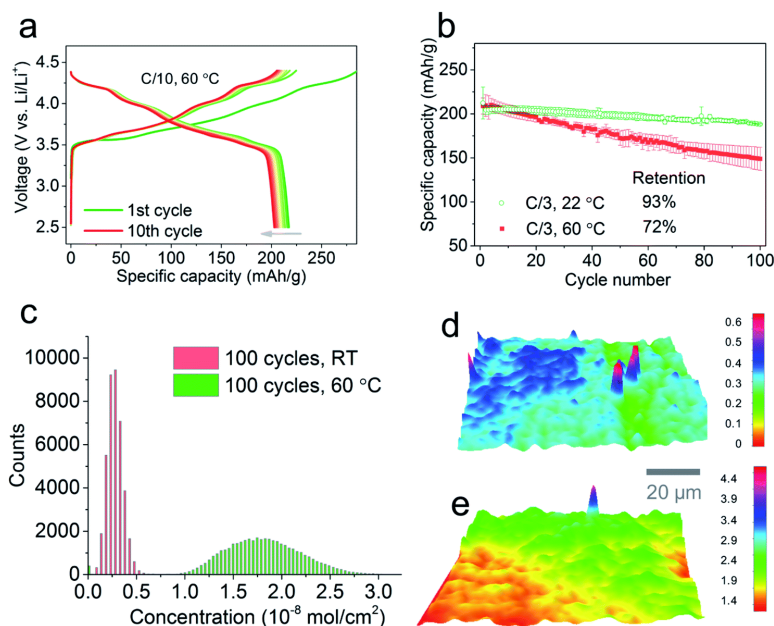 a
C/10, 60 °C
4.5
4.0
3.5
3.0
2.5
Voltage (V vs. Li/Li+)
1st cycle
10th cycle
0 50 100 150 200 250
Specific capacity (mAh/g)
b
250
200
150
100
50
0
Specific capacity (mAh/g)
Retention
C/3, 22 °C 93%
C/3, 60 °C 72%
0 20 40 60 80 100
Cycle number
c
100 cycles, RT
100 cycles, 60 °C
10000
8000
6000
4000
2000
0
Counts
0.0 0.5 1.0 1.5 2.0 2.5 3.0
Concentration (10-8 mol/cm2)
d
0.6
0.5
0.4
0.3
0.2
0.1
0
20 µm
e
4.4
3.9
3.4
2.9
2.4
1.9
1.4